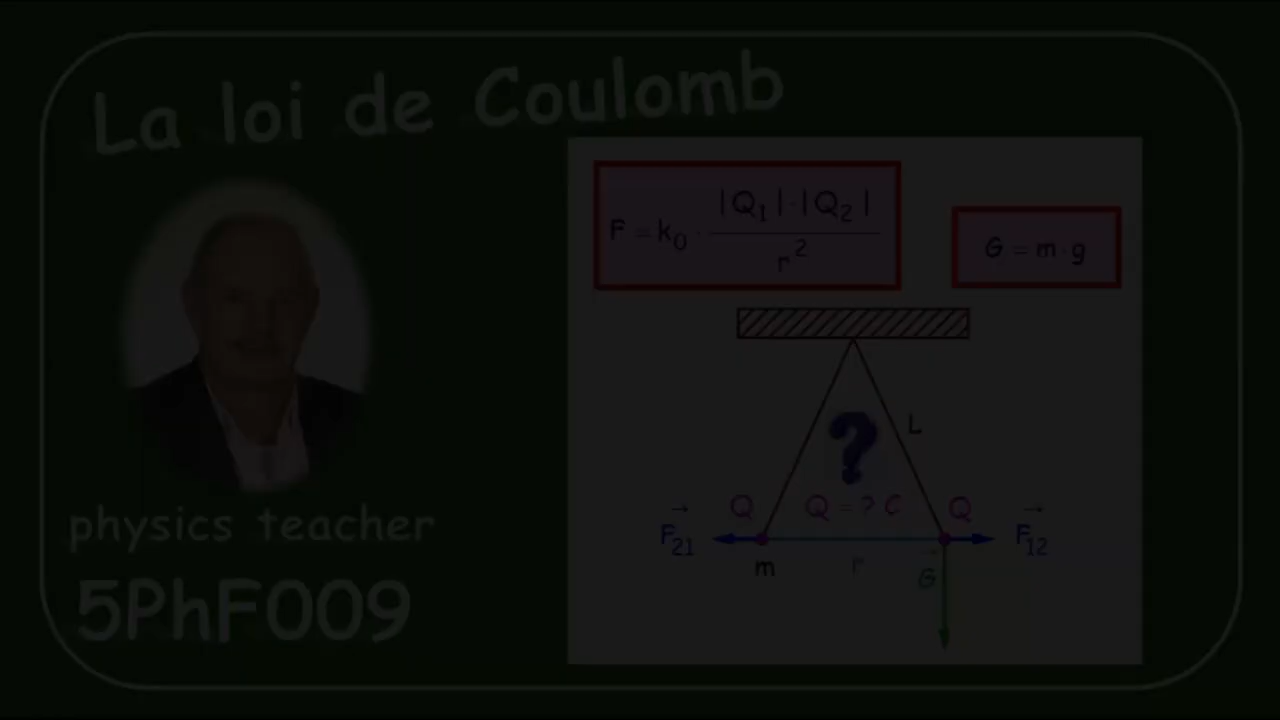 La loi de Coulomb
F = k0 · |Q1|·|Q2| / r2
G = m · g
?
L
Q Q = ? C Q
F21 F12
m r G
physics teacher
5PhF009